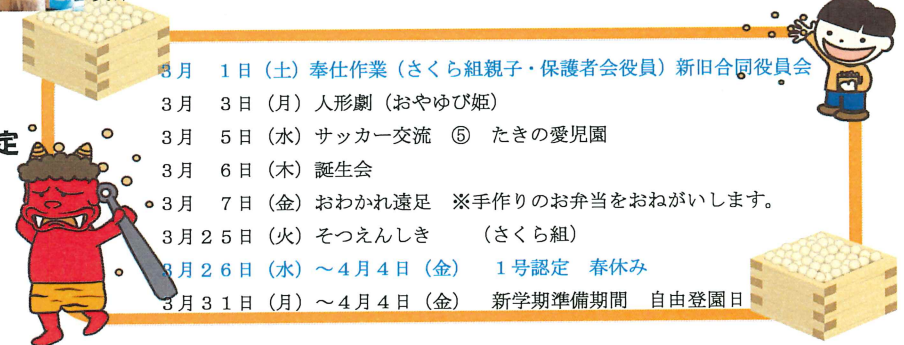 3月　1日（土）奉仕作業（さくら組親子・保護者会役員）新旧合同役員会
3月　3日（月）人形劇（おやゆび姫）
3月　5日（水）サッカー交流　⑤　たきの愛児園
定
3月　6日（木）誕生会
3月　7日（金）おわかれ遠足　※手作りのお弁当をおねがいします。
3月25日（火）そつえんしき　　（さくら組）
3月26日（水）～4月4日（金）　1号認定　春休み
3月31日（月）～4月4日（金）　新学期準備期間　自由登園日